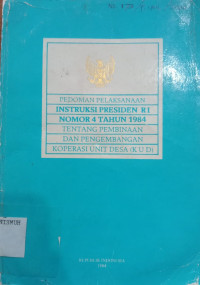 PEDOMAN PELAKSANAAN
INSTRUKSI PRESIDEN R I
NOMOR 4 TAHUN 1984
TENTANG PEMBINAAN
DAN PENGEMBANGAN
KOPERASI UNIT DESA (K U D)
1984